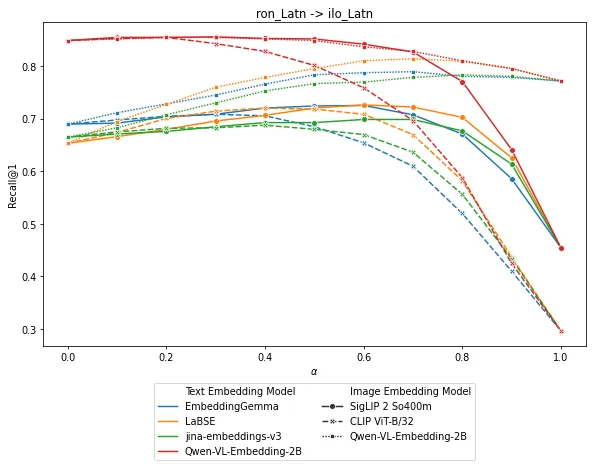 ron_Latn -> ilo_Latn
Recall@1
0.8
0.7
0.6
0.5
0.4
0.3
0.0 0.2 0.4 0.6 0.8 1.0
α
Text Embedding Model Image Embedding Model
EmbeddingGemma SigLIP 2 So400m
LaBSE CLIP ViT-B/32
jina-embeddings-v3 Qwen-VL-Embedding-2B
Qwen-VL-Embedding-2B